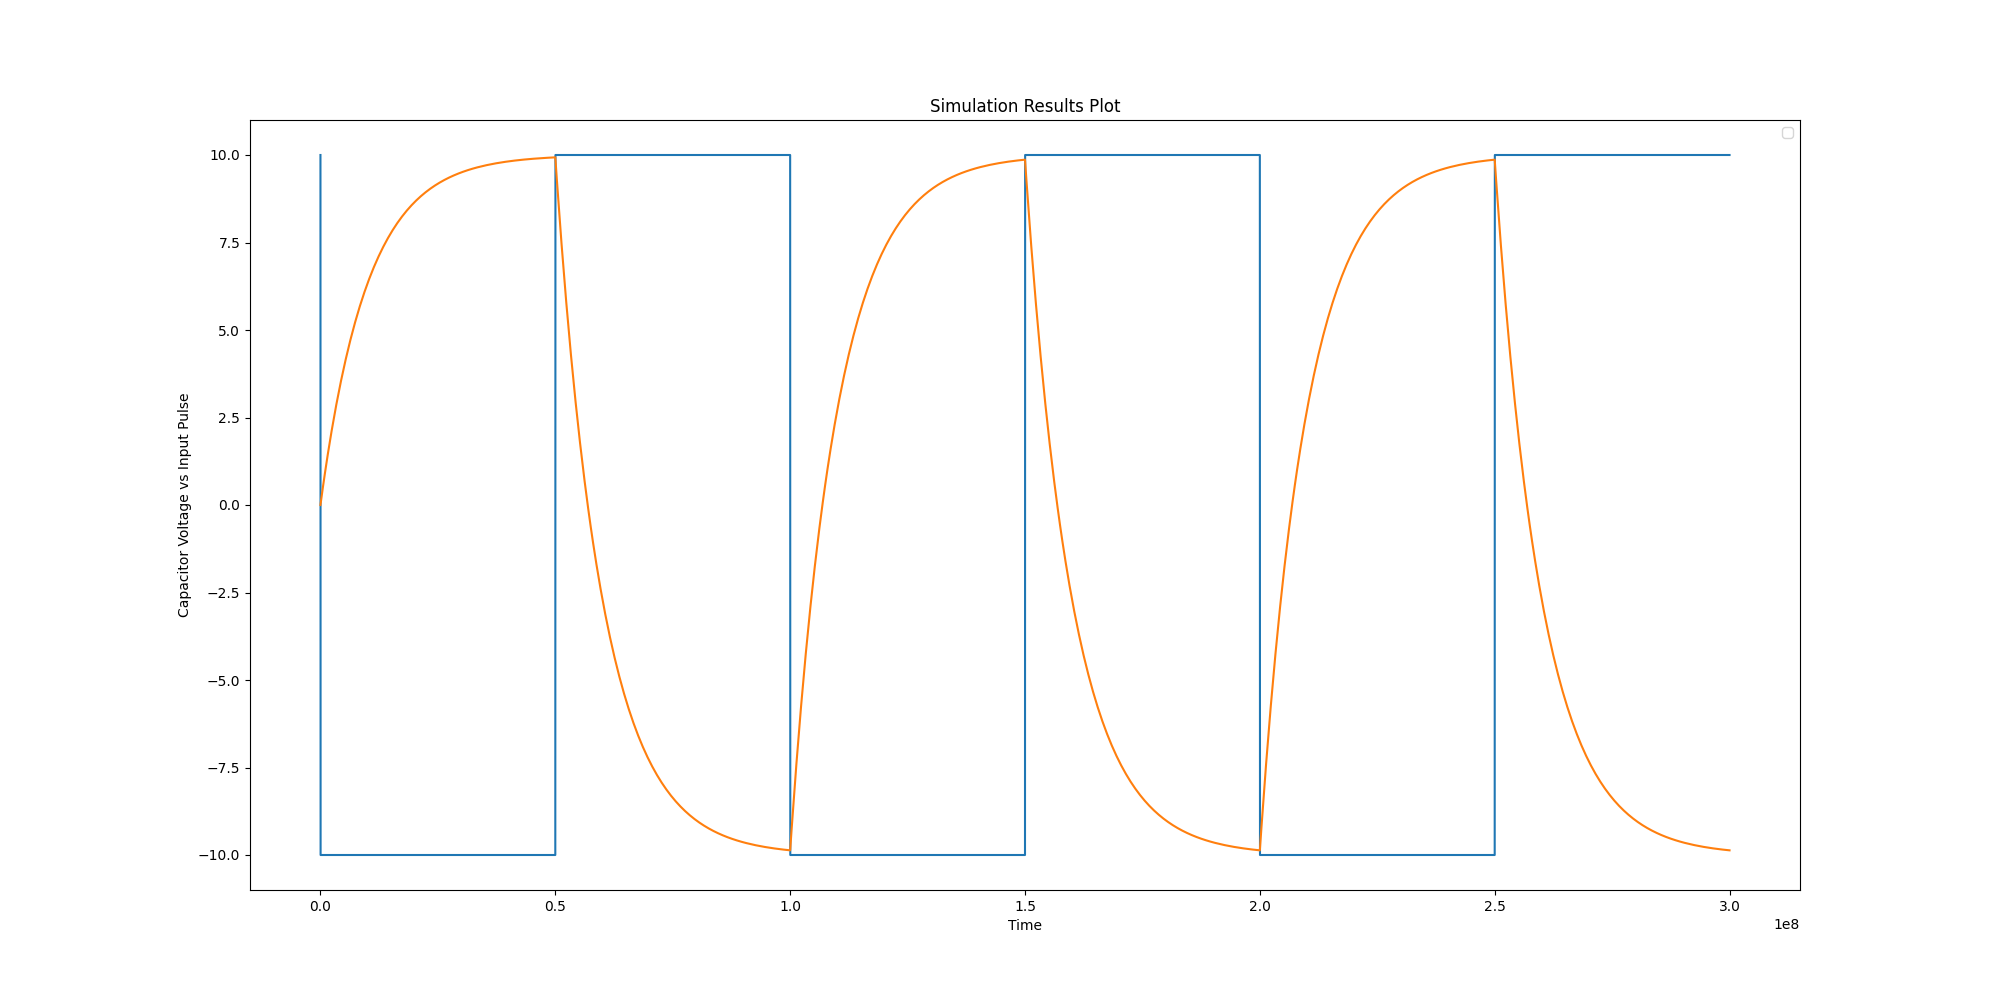 Simulation Results Plot
Capacitor Voltage vs Input Pulse
10.0
7.5
5.0
2.5
0.0
−2.5
−5.0
−7.5
−10.0
0.0 0.5 1.0 1.5 2.0 2.5 3.0
Time
1e8